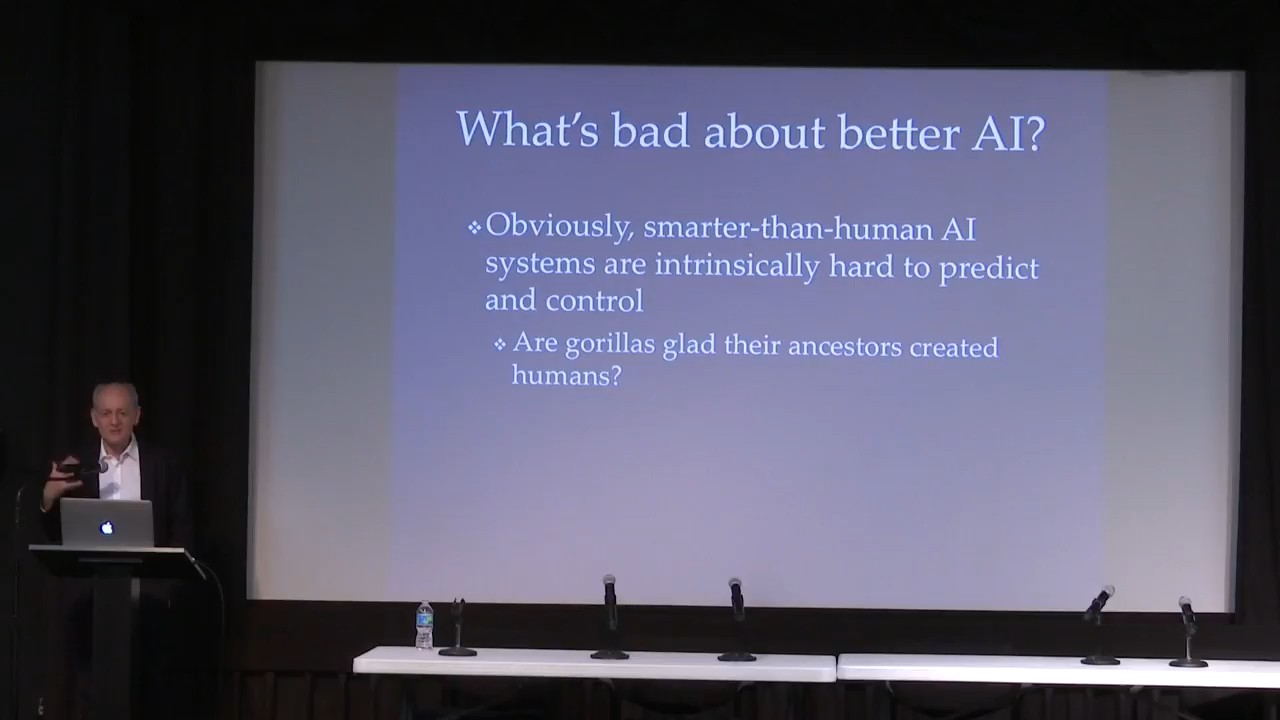 What's bad about better AI?
❖Obviously, smarter-than-human AI
systems are intrinsically hard to predict
and control
❖Are gorillas glad their ancestors created
humans?